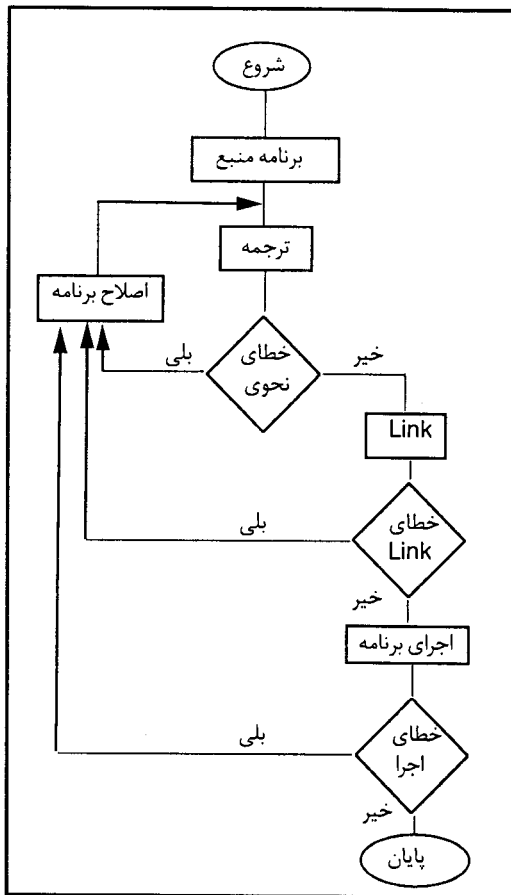 شروع
برنامه منبع
ترجمه
اصلاح برنامه
خطای
نحوی
بلی
خیر
Link
خطای
Link
بلی
خیر
اجرای برنامه
خطای
اجرا
بلی
خیر
پایان